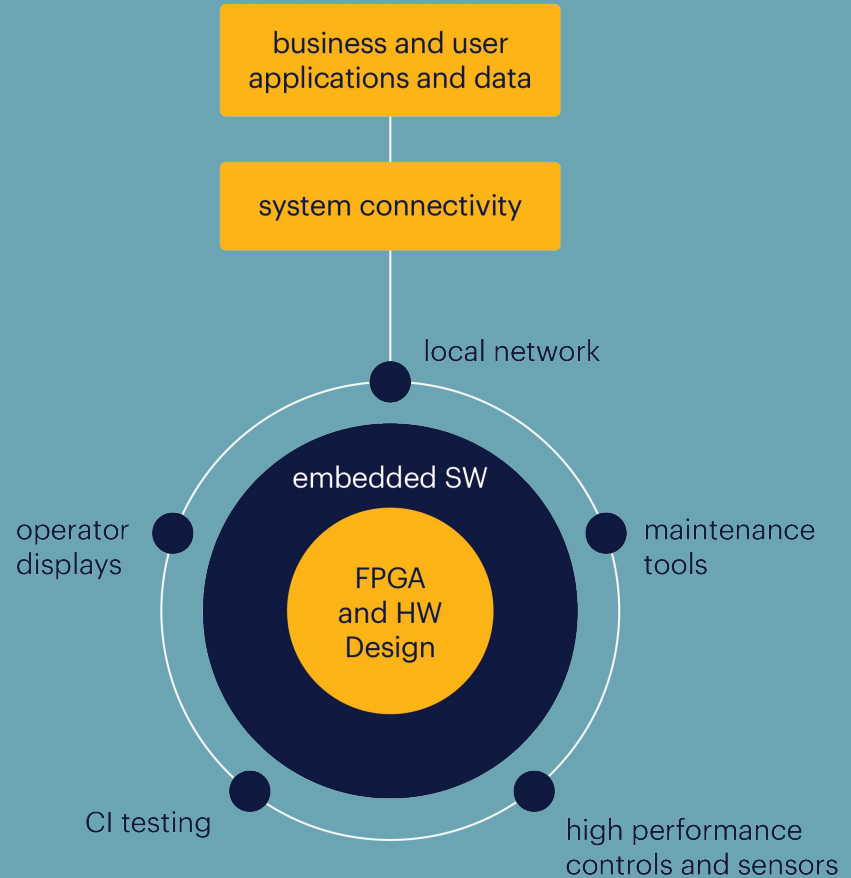 business and user
applications and data
system connectivity
local network
embedded SW
operator
displays
maintenance
tools
FPGA
and HW
Design
CI testing
high performance
controls and sensors